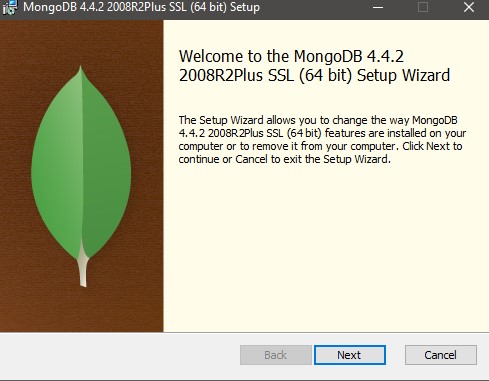 MongoDB 4.4.2 2008R2Plus SSL (64 bit) Setup
Welcome to the MongoDB 4.4.2
2008R2Plus SSL (64 bit) Setup Wizard
The Setup Wizard allows you to change the way MongoDB
4.4.2 2008R2Plus SSL (64 bit) features are installed on your
computer or to remove it from your computer. Click Next to
continue or Cancel to exit the Setup Wizard.
Back Next Cancel